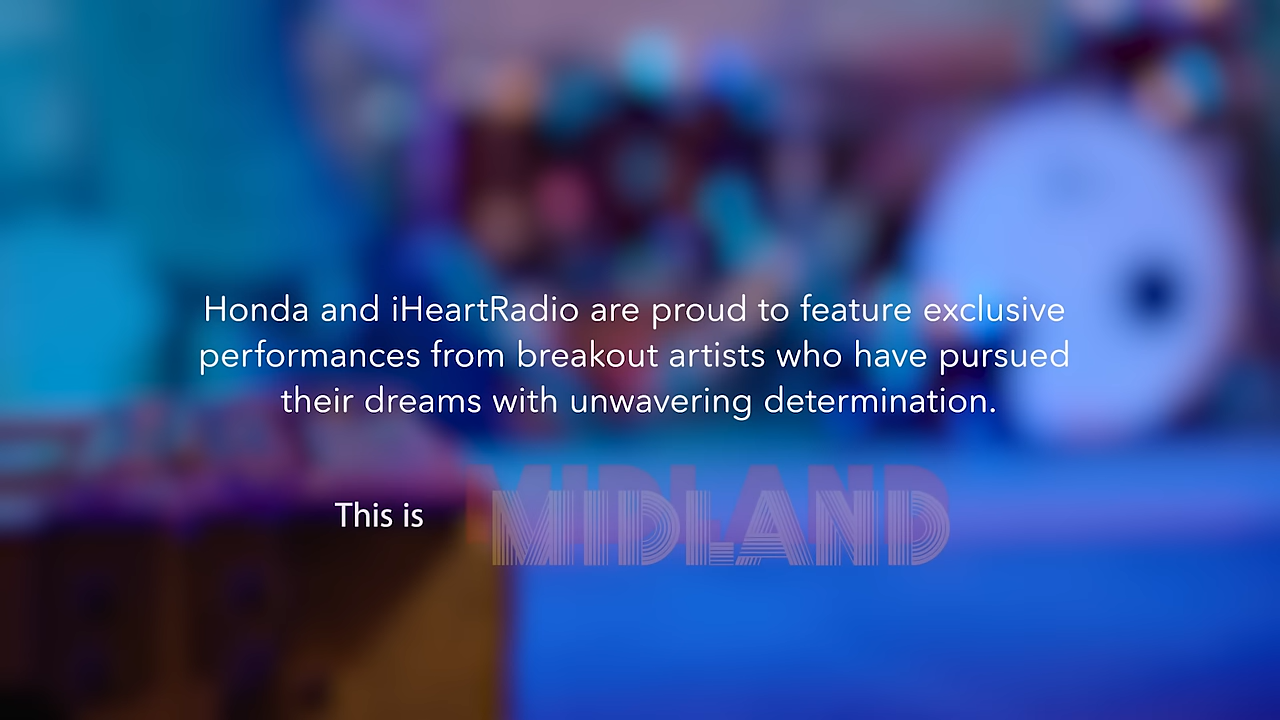 Honda and iHeartRadio are proud to feature exclusive
performances from breakout artists who have pursued
their dreams with unwavering determination.
This is MIDLAND